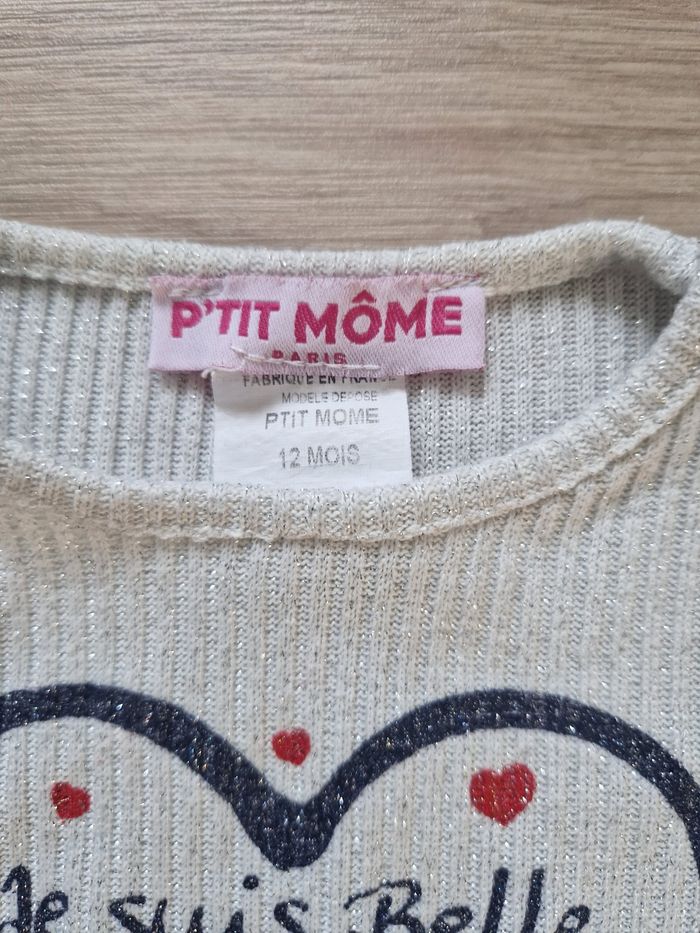 P'TIT MÔME
PARIS
FABRIQUE EN FRANCE
MODELE DEPOSE
PTIT MOME
12 MOIS
Je suis Belle